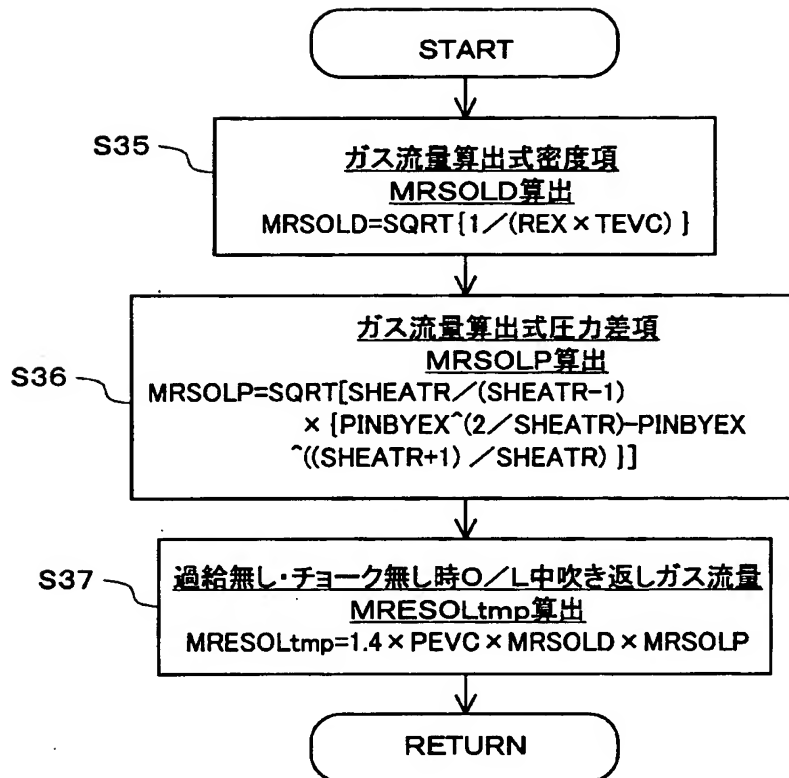 START
S35
ガス流量算出式密度項
MRSOLD算出
MRSOLD=SQRT{1／(REX×TEVC) }
S36
ガス流量算出式圧力差項
MRSOLP算出
MRSOLP=SQRT[SHEATR／(SHEATR-1)
× {PINBYEX^(2／SHEATR)-PINBYEX
^((SHEATR+1) ／SHEATR) }]
S37
過給無し・チョーク無し時O／L中吹き返しガス流量
MRESOLtmp算出
MRESOLtmp=1.4×PEVC×MRSOLD×MRSOLP
RETURN